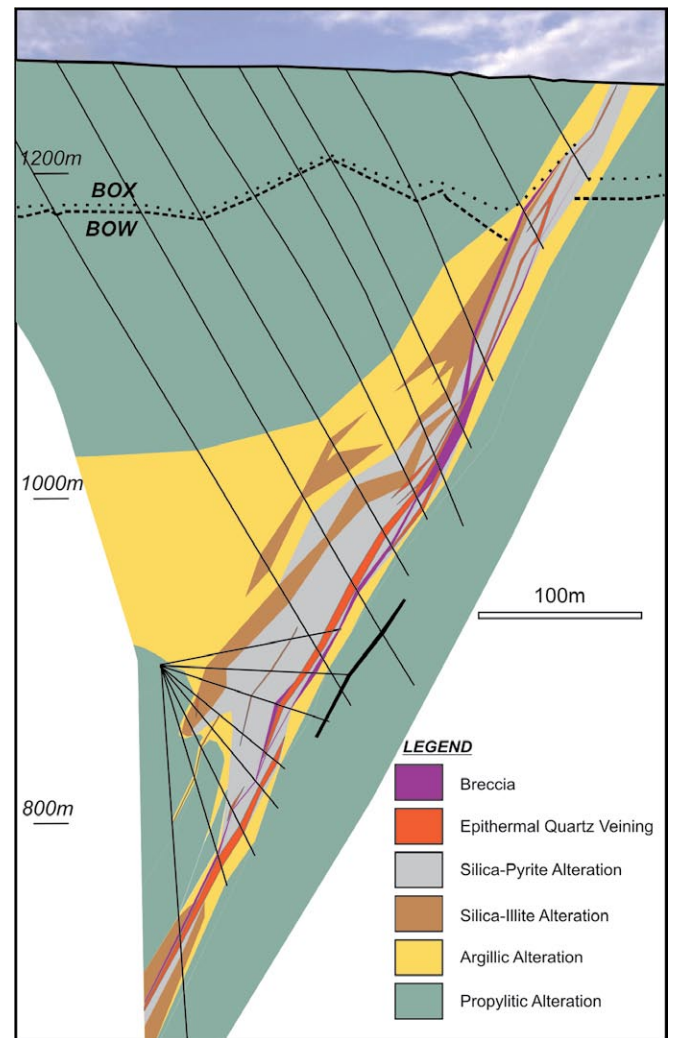 1200m
BOX
BOW
1000m
100m
800m
LEGEND
Breccia
Epithermal Quartz Veining
Silica-Pyrite Alteration
Silica-Illite Alteration
Argillic Alteration
Propylitic Alteration